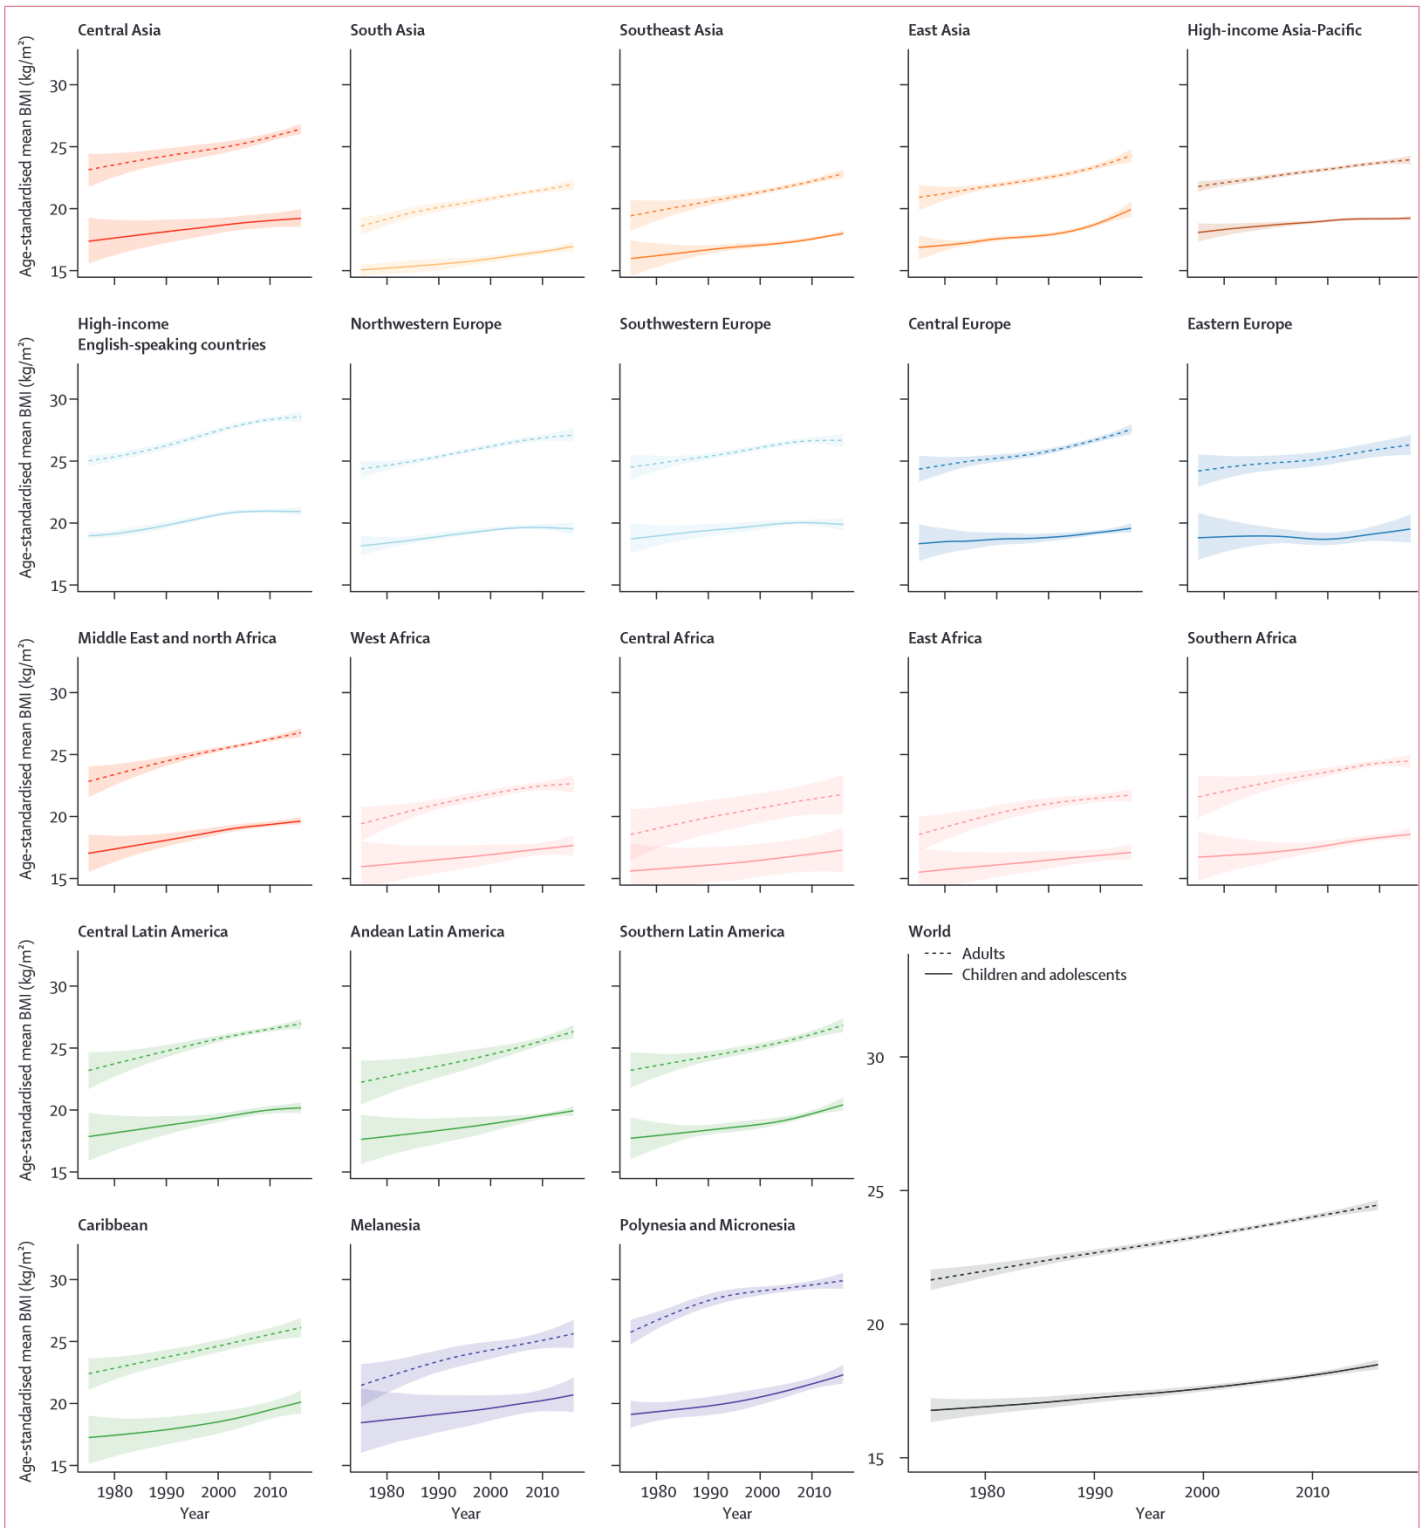 Central Asia
South Asia
Southeast Asia
East Asia
High-income Asia-Pacific
Age-standardised mean BMI (kg/m²)
30
25
20
15
High-income
English-speaking countries
Northwestern Europe
Southwestern Europe
Central Europe
Eastern Europe
Age-standardised mean BMI (kg/m²)
30
25
20
15
Middle East and north Africa
West Africa
Central Africa
East Africa
Southern Africa
Age-standardised mean BMI (kg/m²)
30
25
20
15
Central Latin America
Andean Latin America
Southern Latin America
Age-standardised mean BMI (kg/m²)
30
25
20
15
World
Adults
Children and adolescents
30
25
20
15
Caribbean
Melanesia
Polynesia and Micronesia
Age-standardised mean BMI (kg/m²)
30
25
20
15
1980 1990 2000 2010
Year
1980 1990 2000 2010
Year
1980 1990 2000 2010
Year
1980 1990 2000 2010
Year